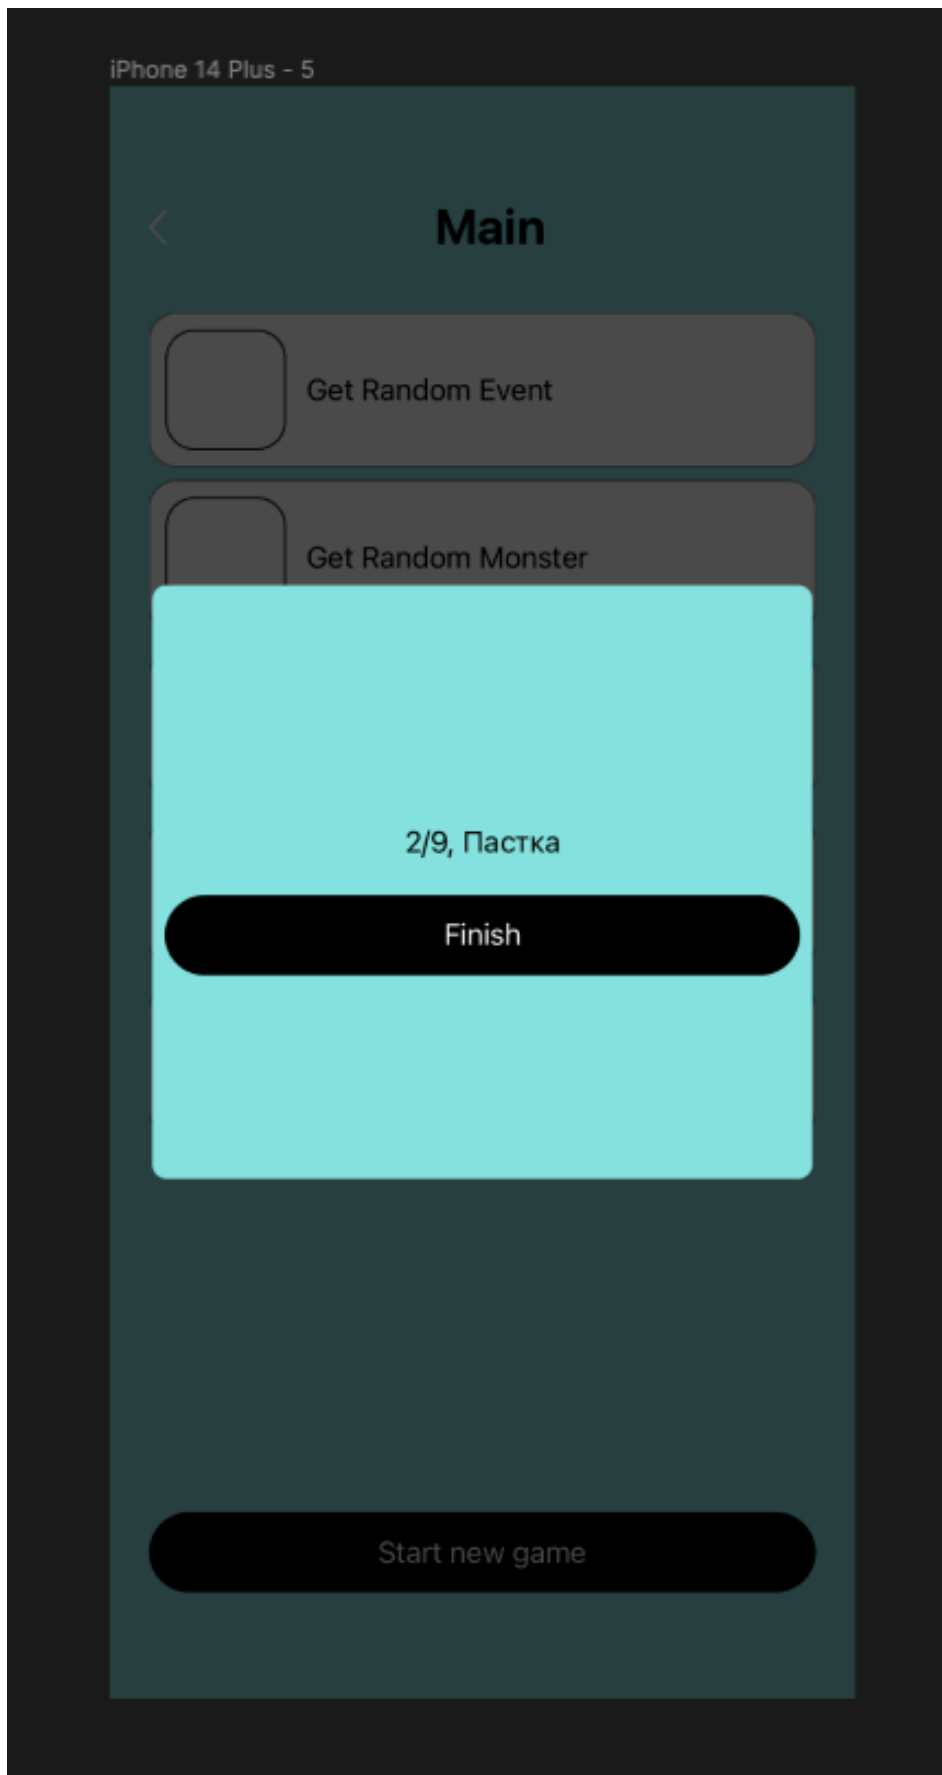 iPhone 14 Plus - 5
Main
Get Random Event
Get Random Monster
2/9, Пастка
Finish
Start new game